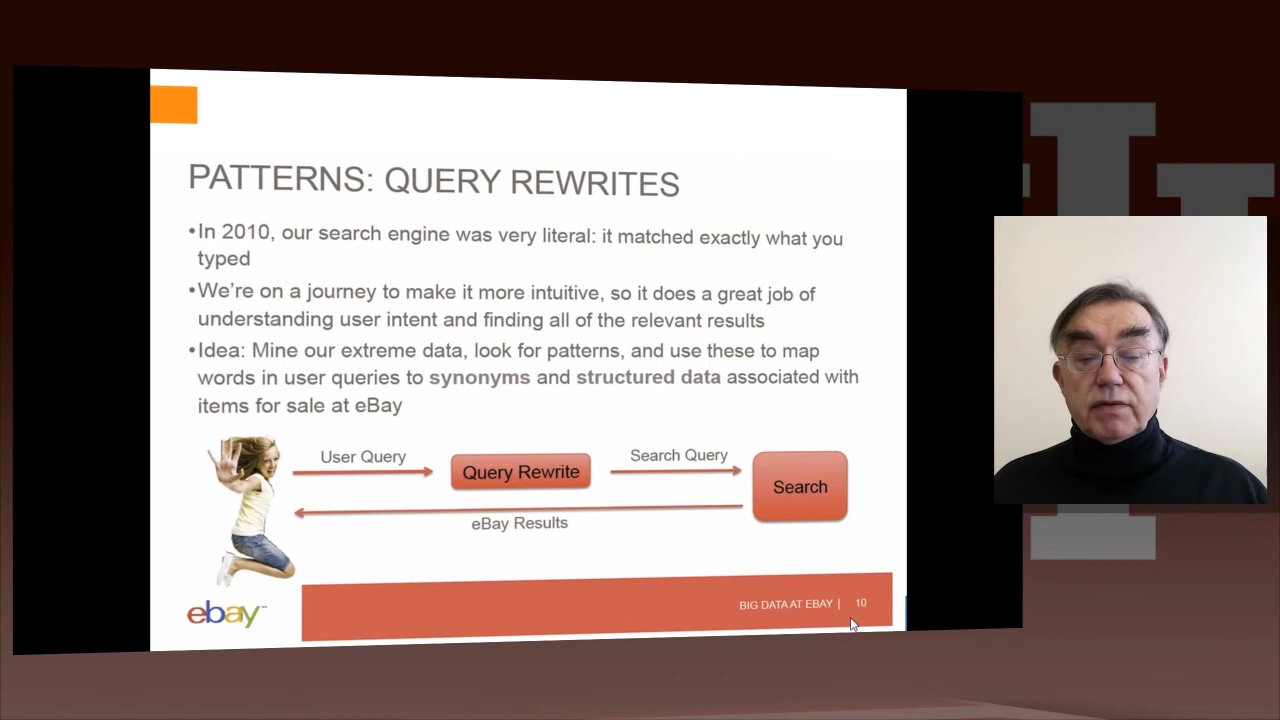 PATTERNS: QUERY REWRITES
•In 2010, our search engine was very literal: it matched exactly what you
typed
•We're on a journey to make it more intuitive, so it does a great job of
understanding user intent and finding all of the relevant results
•Idea: Mine our extreme data, look for patterns, and use these to map
words in user queries to synonyms and structured data associated with
items for sale at eBay
User Query
Query Rewrite
Search Query
Search
eBay Results
ebay
BIG DATA AT EBAY | 10